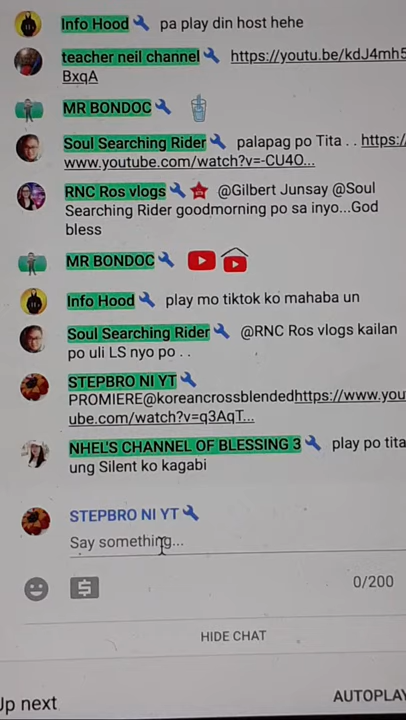 Info Hood pa play din host hehe
teacher neil channel https://youtu.be/kdJ4mh5
BxqA
MR BONDOC
Soul Searching Rider palapag po Tita . . https:/
www.youtube.com/watch?v=-CU4O...
RNC Ros vlogs @Gilbert Junsay @Soul
Searching Rider goodmorning po sa inyo...God
bless
MR BONDOC
Info Hood play mo tiktok ko mahaba un
Soul Searching Rider @RNC Ros vlogs kailan
po uli LS nyo po . .
STEPBRO NI YT
PROMIERE@koreancrossblendedhttps://www.you
ube.com/watch?v=q3AqT...
NHEL'S CHANNEL OF BLESSING 3 play po tita
ung Silent ko kagabi
STEPBRO NI YT
Say something...
0/200
HIDE CHAT
Up next AUTOPLAY